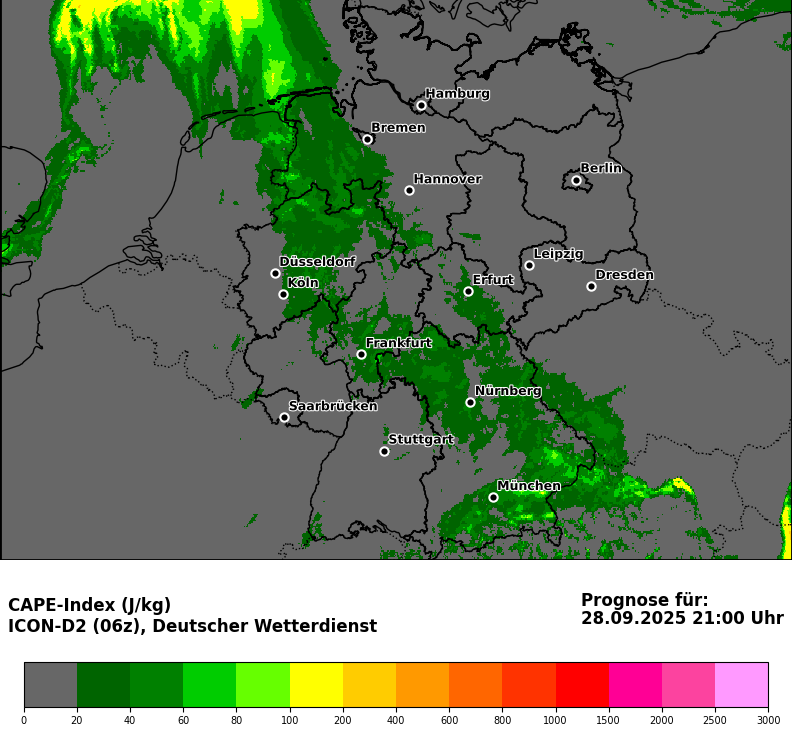 Hamburg
Bremen
Berlin
Hannover
Leipzig
Düsseldorf
Dresden
Köln
Erfurt
Frankfurt
Nürnberg
Saarbrücken
Stuttgart
München
CAPE-Index (J/kg)
ICON-D2 (06z), Deutscher Wetterdienst
Prognose für:
28.09.2025 21:00 Uhr
0 20 40 60 80 100 200 400 600 800 1000 1500 2000 2500 3000